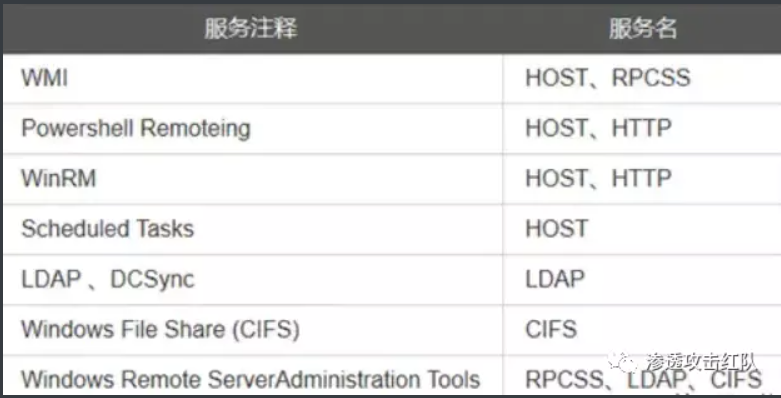 服务注释 服务名
WMI HOST、RPCSS
Powershell Remoteing HOST、HTTP
WinRM HOST、HTTP
Scheduled Tasks HOST
LDAP 、DCSync LDAP
Windows File Share (CIFS) CIFS
Windows Remote ServerAdministration Tools RPCSS、LDAP、CIFS
渗透攻击红队